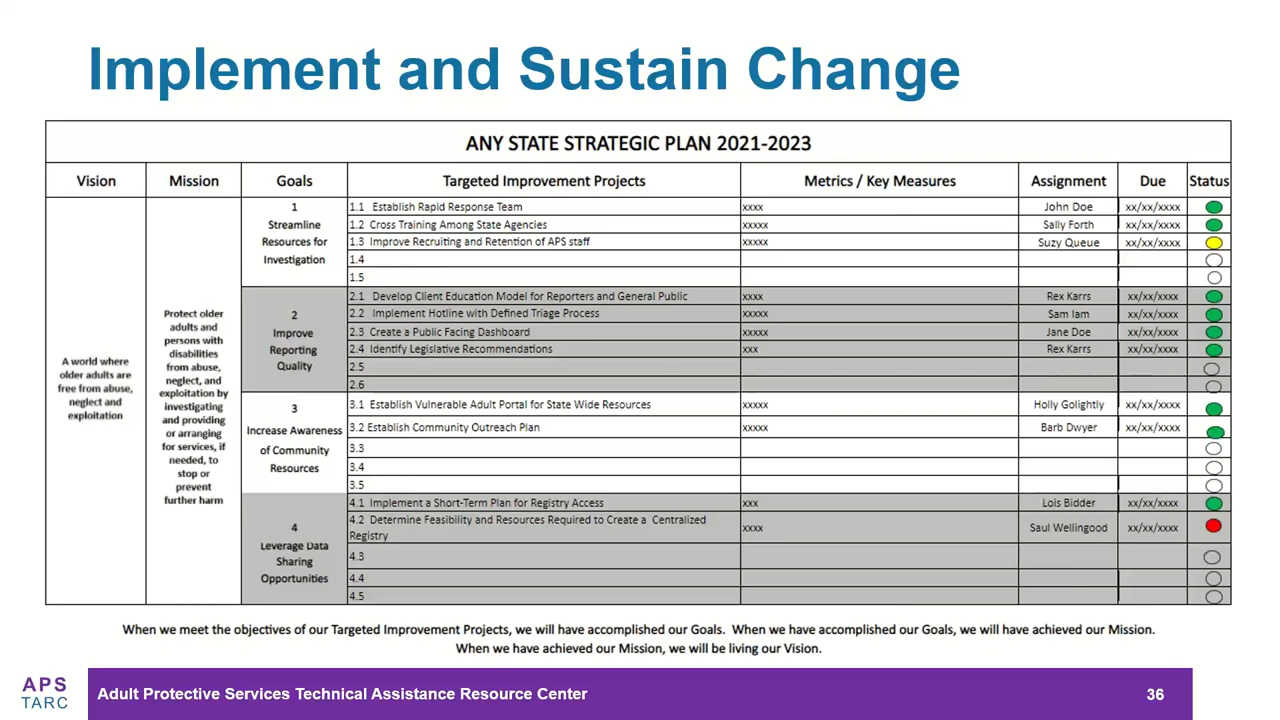 Implement and Sustain Change
ANY STATE STRATEGIC PLAN 2021-2023
Vision Mission Goals Targeted Improvement Projects Metrics / Key Measures Assignment Due Status
A world where
older adults are
free from abuse,
neglect and
exploitation
Protect older
adults and
persons with
disabilities
from abuse,
neglect, and
exploitation by
investigating
and providing
or arranging
for services, if
needed, to
stop or
prevent
further harm
1
Streamline
Resources for
Investigation
1.1 Establish Rapid Response Team xxxx John Doe xx/xx/xxxx
1.2 Cross Training Among State Agencies xxxxx Sally Forth xx/xx/xxxx
1.3 Improve Recruiting and Retention of APS staff xxxxx Suzy Queue xx/xx/xxxx
1.4
1.5
2
Improve
Reporting
Quality
2.1 Develop Client Education Model for Reporters and General Public xxxx Rex Karrs xx/xx/xxxx
2.2 Implement Hotline with Defined Triage Process xxxxx Sam Iam xx/xx/xxxx
2.3 Create a Public Facing Dashboard xxxxx Jane Doe xx/xx/xxxx
2.4 Identify Legislative Recommendations xxx Rex Karrs xx/xx/xxxx
2.5
2.6
3
Increase Awareness
of Community
Resources
3.1 Establish Vulnerable Adult Portal for State Wide Resources xxxxx Holly Golightly xx/xx/xxxx
3.2 Establish Community Outreach Plan xxxxx Barb Dwyer xx/xx/xxxx
3.3
3.4
3.5
4
Leverage Data
Sharing
Opportunities
4.1 Implement a Short-Term Plan for Registry Access xxx Lois Bidder xx/xx/xxxx
4.2 Determine Feasibility and Resources Required to Create a Centralized
Registry xxxx Saul Wellingood xx/xx/xxxx
4.3
4.4
4.5
When we meet the objectives of our Targeted Improvement Projects, we will have accomplished our Goals. When we have accomplished our Goals, we will have achieved our Mission.
When we have achieved our Mission, we will be living our Vision.
APS
TARC
Adult Protective Services Technical Assistance Resource Center
36